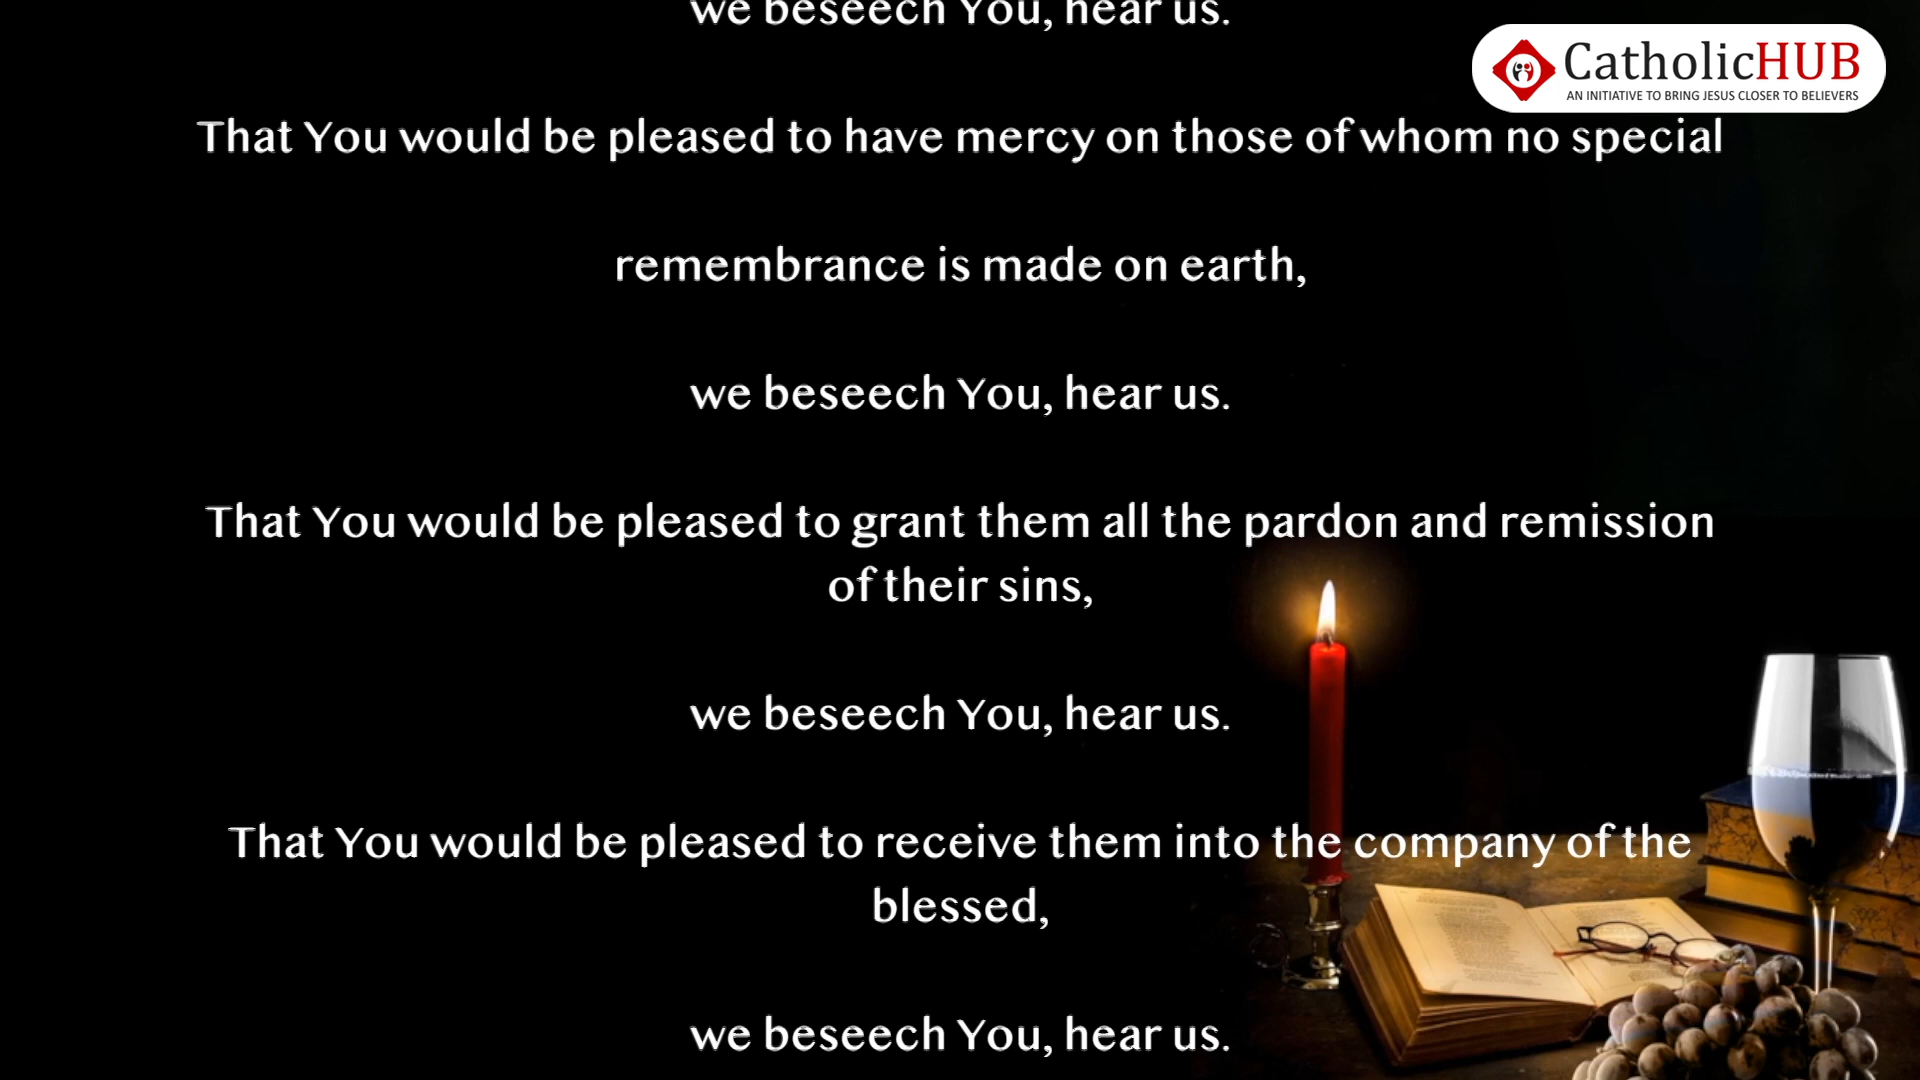 we beseech You, hear us.
CatholicHUB
AN INITIATIVE TO BRING JESUS CLOSER TO BELIEVERS
That You would be pleased to have mercy on those of whom no special
remembrance is made on earth,
we beseech You, hear us.
That You would be pleased to grant them all the pardon and remission
of their sins,
we beseech You, hear us.
That You would be pleased to receive them into the company of the
blessed,
we beseech You, hear us.